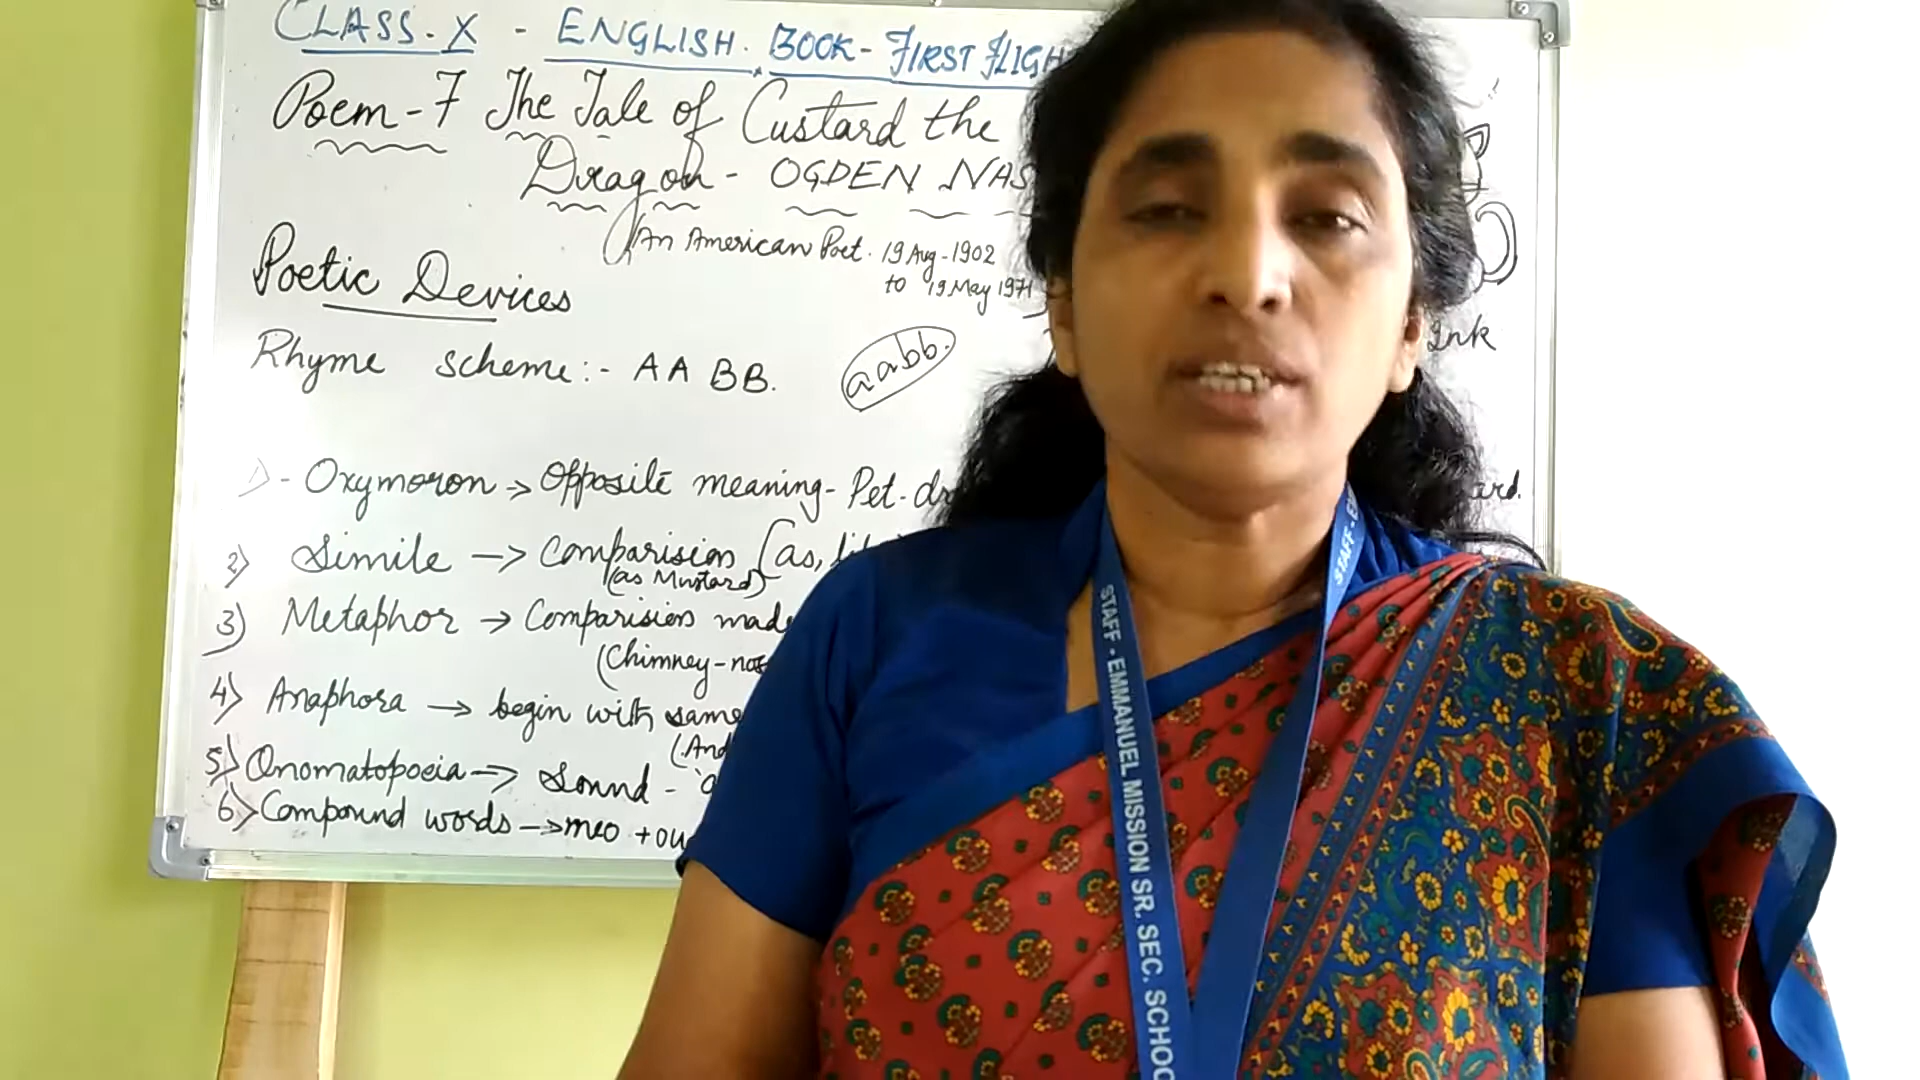 CLASS. X - ENGLISH. BOOK - FIRST FLIGH
Poem - 7 The Tale of Custard the
Dragon - OGDEN NAS
An American Poet. 19 Aug - 1902
to 19 May 1971
Poetic Devices
Ink
Rhyme scheme :- AA BB. aabb.
1) - Oxymoron → Opposite meaning - Pet - dr ard.
2) Simile → Comparision (as, lik
(as Mustard)
3) Metaphor → Comparision made
(Chimney - nos
4) Anaphora → begin with same
(And
5) Onomatopoeia → Sound -
6) Compound words → meo + ou
STAFF - EMMANUEL MISSION SR. SEC. SCHOO
STAFF - E